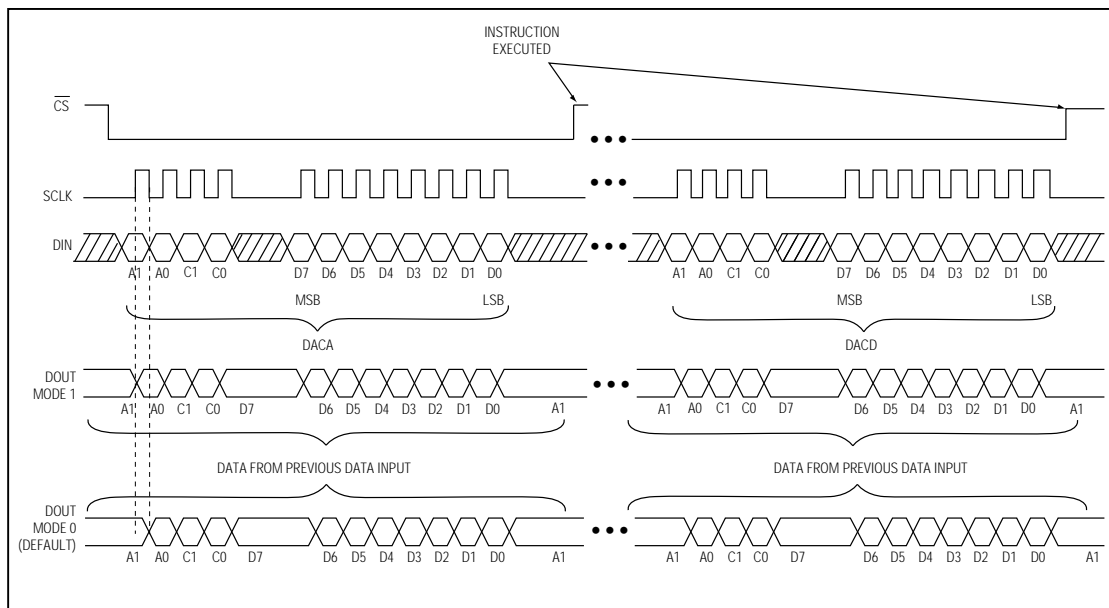 INSTRUCTION
EXECUTED
CS
SCLK
DIN
A1 A0 C1 C0 D7 D6 D5 D4 D3 D2 D1 D0 A1 A0 C1 C0 D7 D6 D5 D4 D3 D2 D1 D0
MSB LSB MSB LSB
DACA DACD
DOUT
MODE 1
A1 A0 C1 C0 D7 D6 D5 D4 D3 D2 D1 D0 A1 A1 A0 C1 C0 D7 D6 D5 D4 D3 D2 D1 D0 A1
DATA FROM PREVIOUS DATA INPUT DATA FROM PREVIOUS DATA INPUT
DOUT
MODE 0
(DEFAULT)
A1 A0 C1 C0 D7 D6 D5 D4 D3 D2 D1 D0 A1 A1 A0 C1 C0 D7 D6 D5 D4 D3 D2 D1 D0 A1